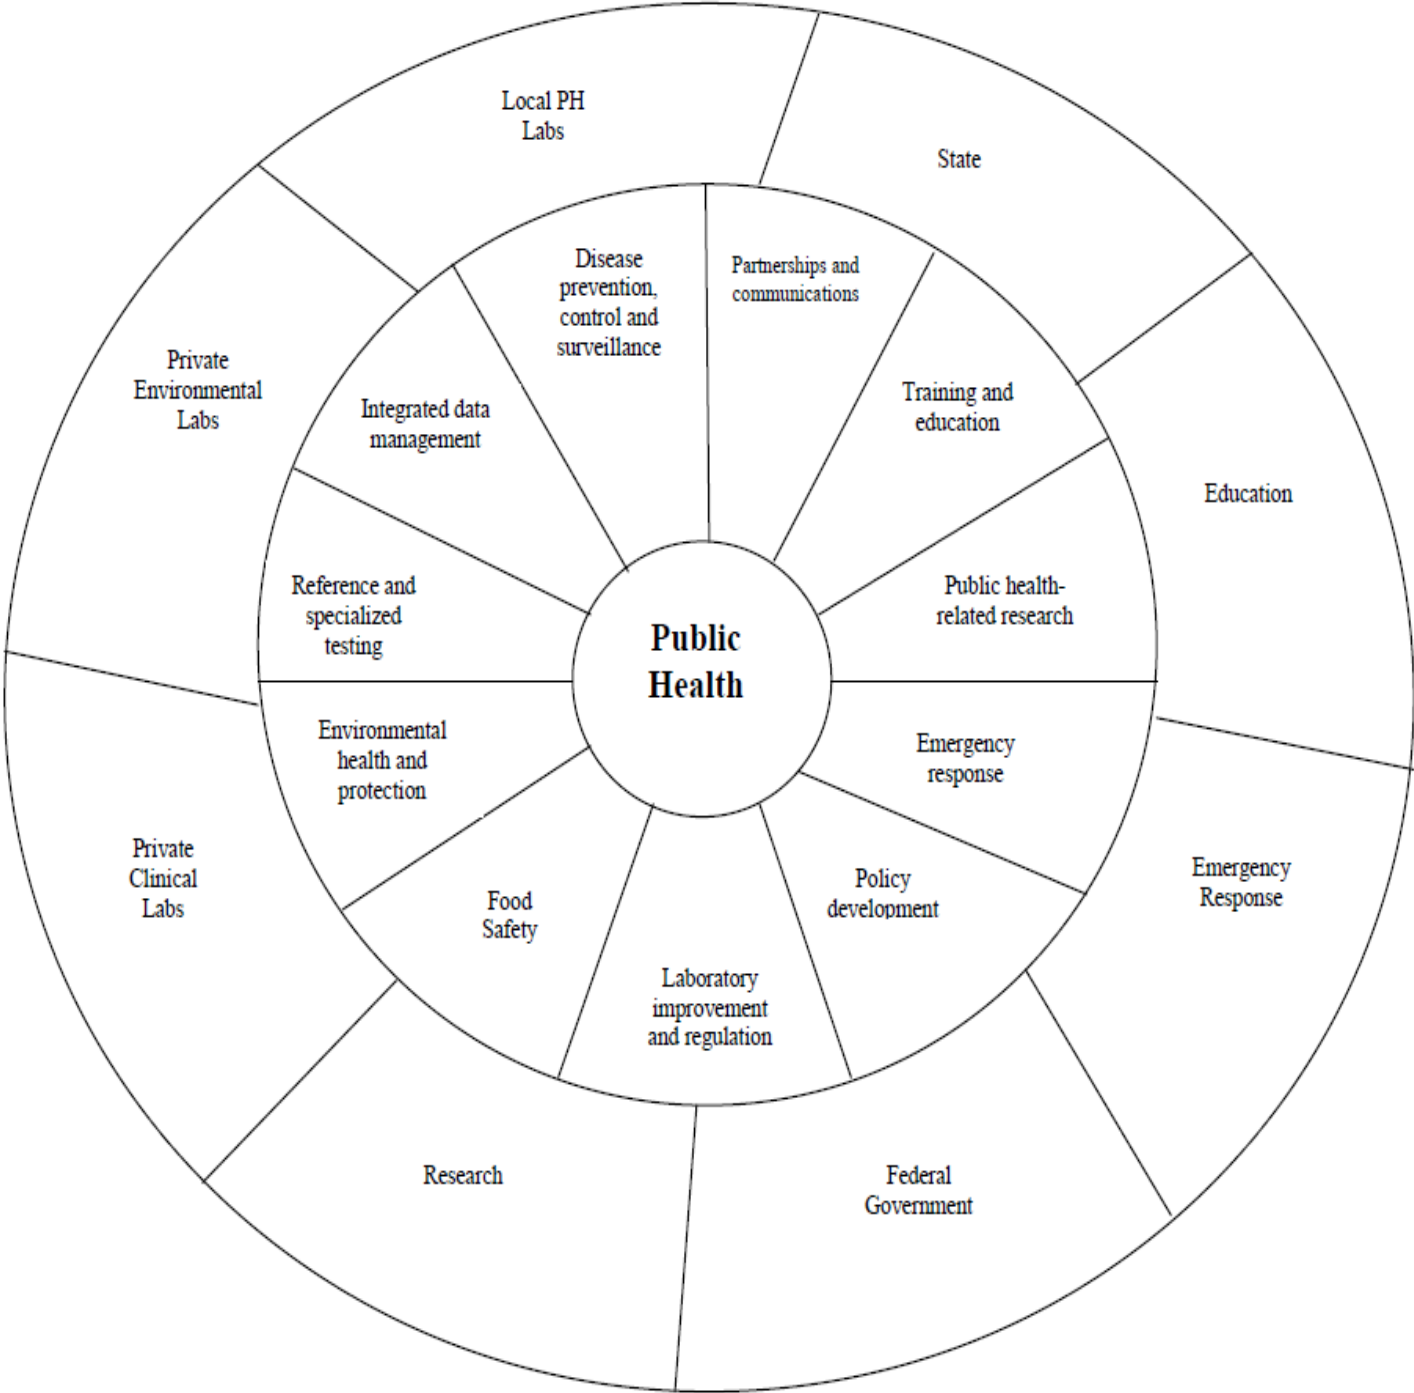 Local PH
Labs
State
Disease
prevention,
control and
surveillance
Partnerships and
communications
Private
Environmental
Labs
Integrated data
management
Training and
education
Education
Reference and
specialized
testing
Public health-
related research
Public
Health
Environmental
health and
protection
Emergency
response
Private
Clinical
Labs
Food
Safety
Policy
development
Emergency
Response
Laboratory
improvement
and regulation
Research
Federal
Government